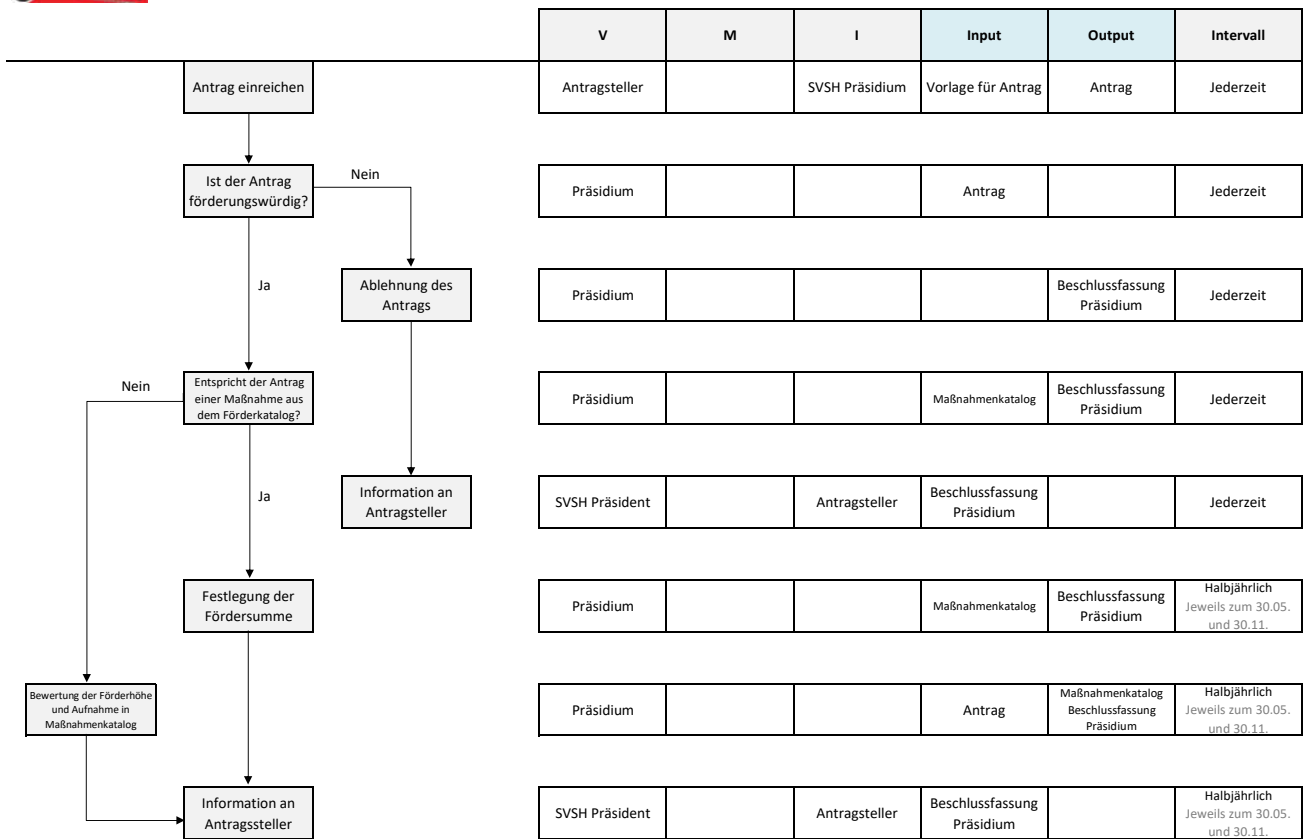 V M I Input Output Intervall
Antrag einreichen Antragsteller SVSH Präsidium Vorlage für Antrag Antrag Jederzeit
Ist der Antrag
förderungswürdig?
Nein
Präsidium Antrag Jederzeit
Ja
Ablehnung des
Antrags
Präsidium
Beschlussfassung
Präsidium
Jederzeit
Nein
Entspricht der Antrag
einer Maßnahme aus
dem Förderkatalog?
Präsidium Maßnahmenkatalog
Beschlussfassung
Präsidium
Jederzeit
Ja
Information an
Antragsteller
SVSH Präsident Antragsteller
Beschlussfassung
Präsidium
Jederzeit
Festlegung der
Fördersumme
Präsidium Maßnahmenkatalog
Beschlussfassung
Präsidium
Halbjährlich
Jeweils zum 30.05.
und 30.11.
Bewertung der Förderhöhe
und Aufnahme in
Maßnahmenkatalog
Präsidium Antrag
Maßnahmenkatalog
Beschlussfassung
Präsidium
Halbjährlich
Jeweils zum 30.05.
und 30.11.
Information an
Antragssteller
SVSH Präsident Antragsteller
Beschlussfassung
Präsidium
Halbjährlich
Jeweils zum 30.05.
und 30.11.